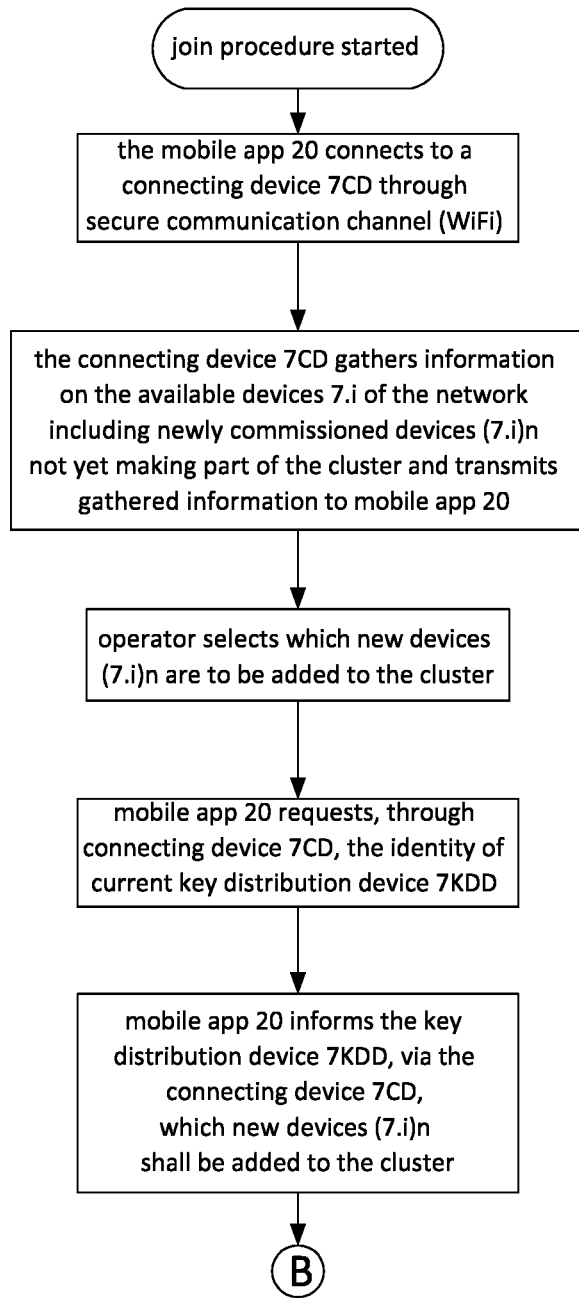 join procedure started
the mobile app 20 connects to a
connecting device 7CD through
secure communication channel (WiFi)
the connecting device 7CD gathers information
on the available devices 7.i of the network
including newly commissioned devices (7.i)n
not yet making part of the cluster and transmits
gathered information to mobile app 20
operator selects which new devices
(7.i)n are to be added to the cluster
mobile app 20 requests, through
connecting device 7CD, the identity of
current key distribution device 7KDD
mobile app 20 informs the key
distribution device 7KDD, via the
connecting device 7CD,
which new devices (7.i)n
shall be added to the cluster
B